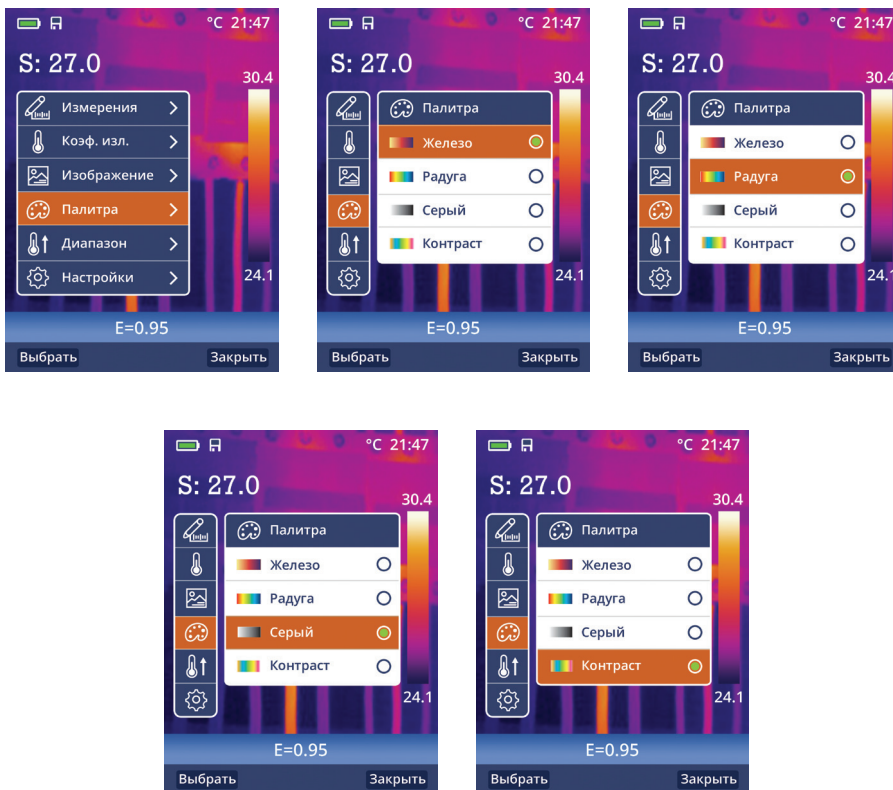 °C 21:47
S: 27.0
30.4
Измерения
Коэф. изл.
Изображение
Палитра
Диапазон
Настройки
24.1
E=0.95
Выбрать Закрыть
°C 21:47
S: 27.0
30.4
Палитра
Железо
Радуга
Серый
Контраст
24.1
E=0.95
Выбрать Закрыть
°C 21:47
S: 27.0
30.4
Палитра
Железо
Радуга
Серый
Контраст
24.1
E=0.95
Выбрать Закрыть
°C 21:47
S: 27.0
30.4
Палитра
Железо
Радуга
Серый
Контраст
24.1
E=0.95
Выбрать Закрыть
°C 21:47
S: 27.0
30.4
Палитра
Железо
Радуга
Серый
Контраст
24.1
E=0.95
Выбрать Закрыть